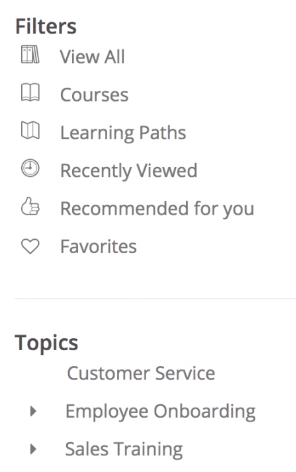 Filters
View All
Courses
Learning Paths
Recently Viewed
Recommended for you
Favorites
Topics
Customer Service
Employee Onboarding
Sales Training